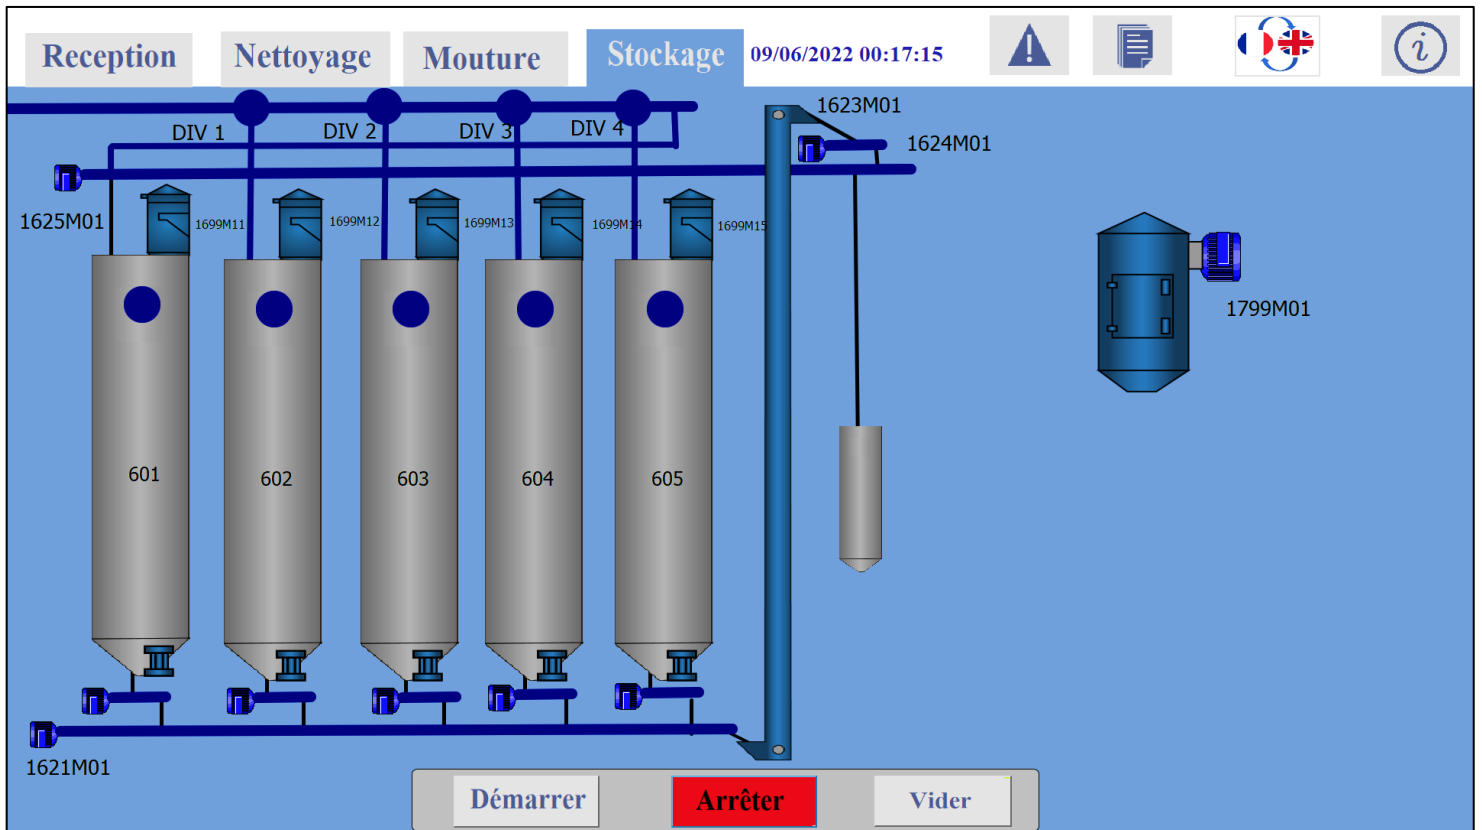 Reception
Nettoyage
Mouture
Stockage
09/06/2022 00:17:15
i
1623M01
DIV 1
DIV 2
DIV 3
DIV 4
1624M01
1625M01
1699M11
1699M12
1699M13
1699M14
1699M15
1799M01
601
602
603
604
605
1621M01
Démarrer
Arrêter
Vider